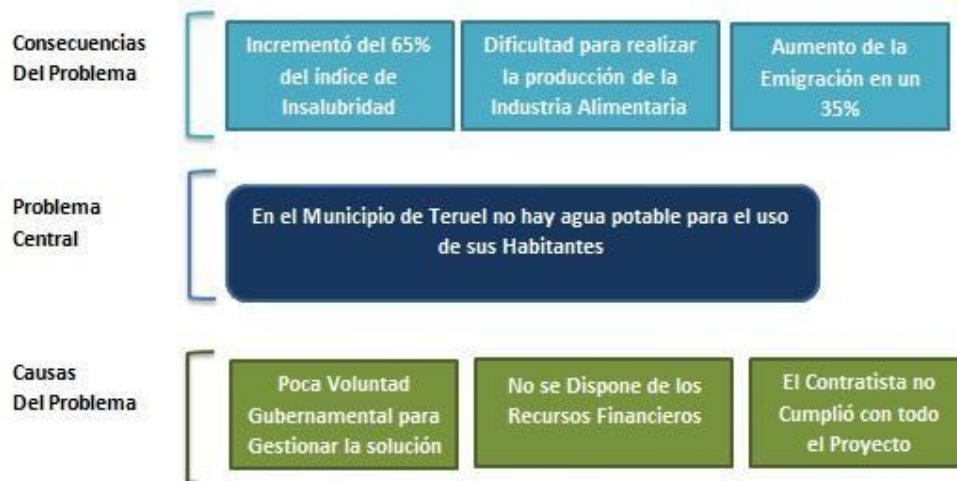 Consecuencias
Del Problema
Incrementó del 65%
del índice de
Insalubridad
Dificultad para realizar
la producción de la
Industria Alimentaria
Aumento de la
Emigración en un
35%
Problema
Central
En el Municipio de Teruel no hay agua potable para el uso
de sus Habitantes
Causas
Del Problema
Poca Voluntad
Gubernamental para
Gestionar la solución
No se Dispone de los
Recursos Financieros
El Contratista no
Cumplió con todo
el Proyecto